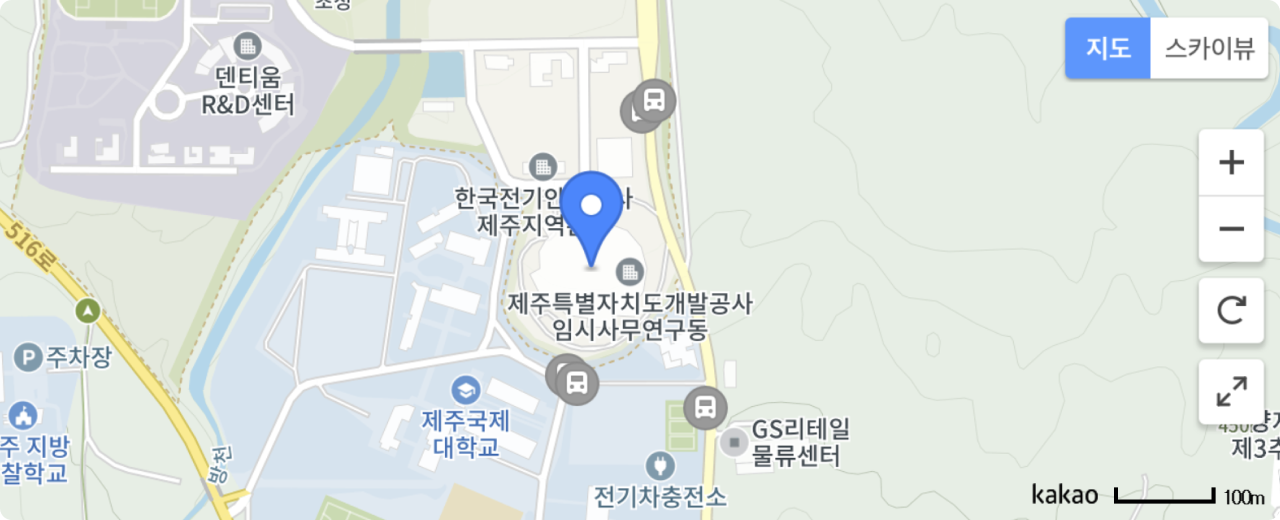 지도
스카이뷰
덴티움
R&D센터
한국전기안
사
제주지역
516로
제주특별자치도개발공사
임시사무연구동
P
주차장
제주국제
대학교
GS리테일
물류센터
주 지방
찰학교
방천
전기차충전소
제3
kakao
100m